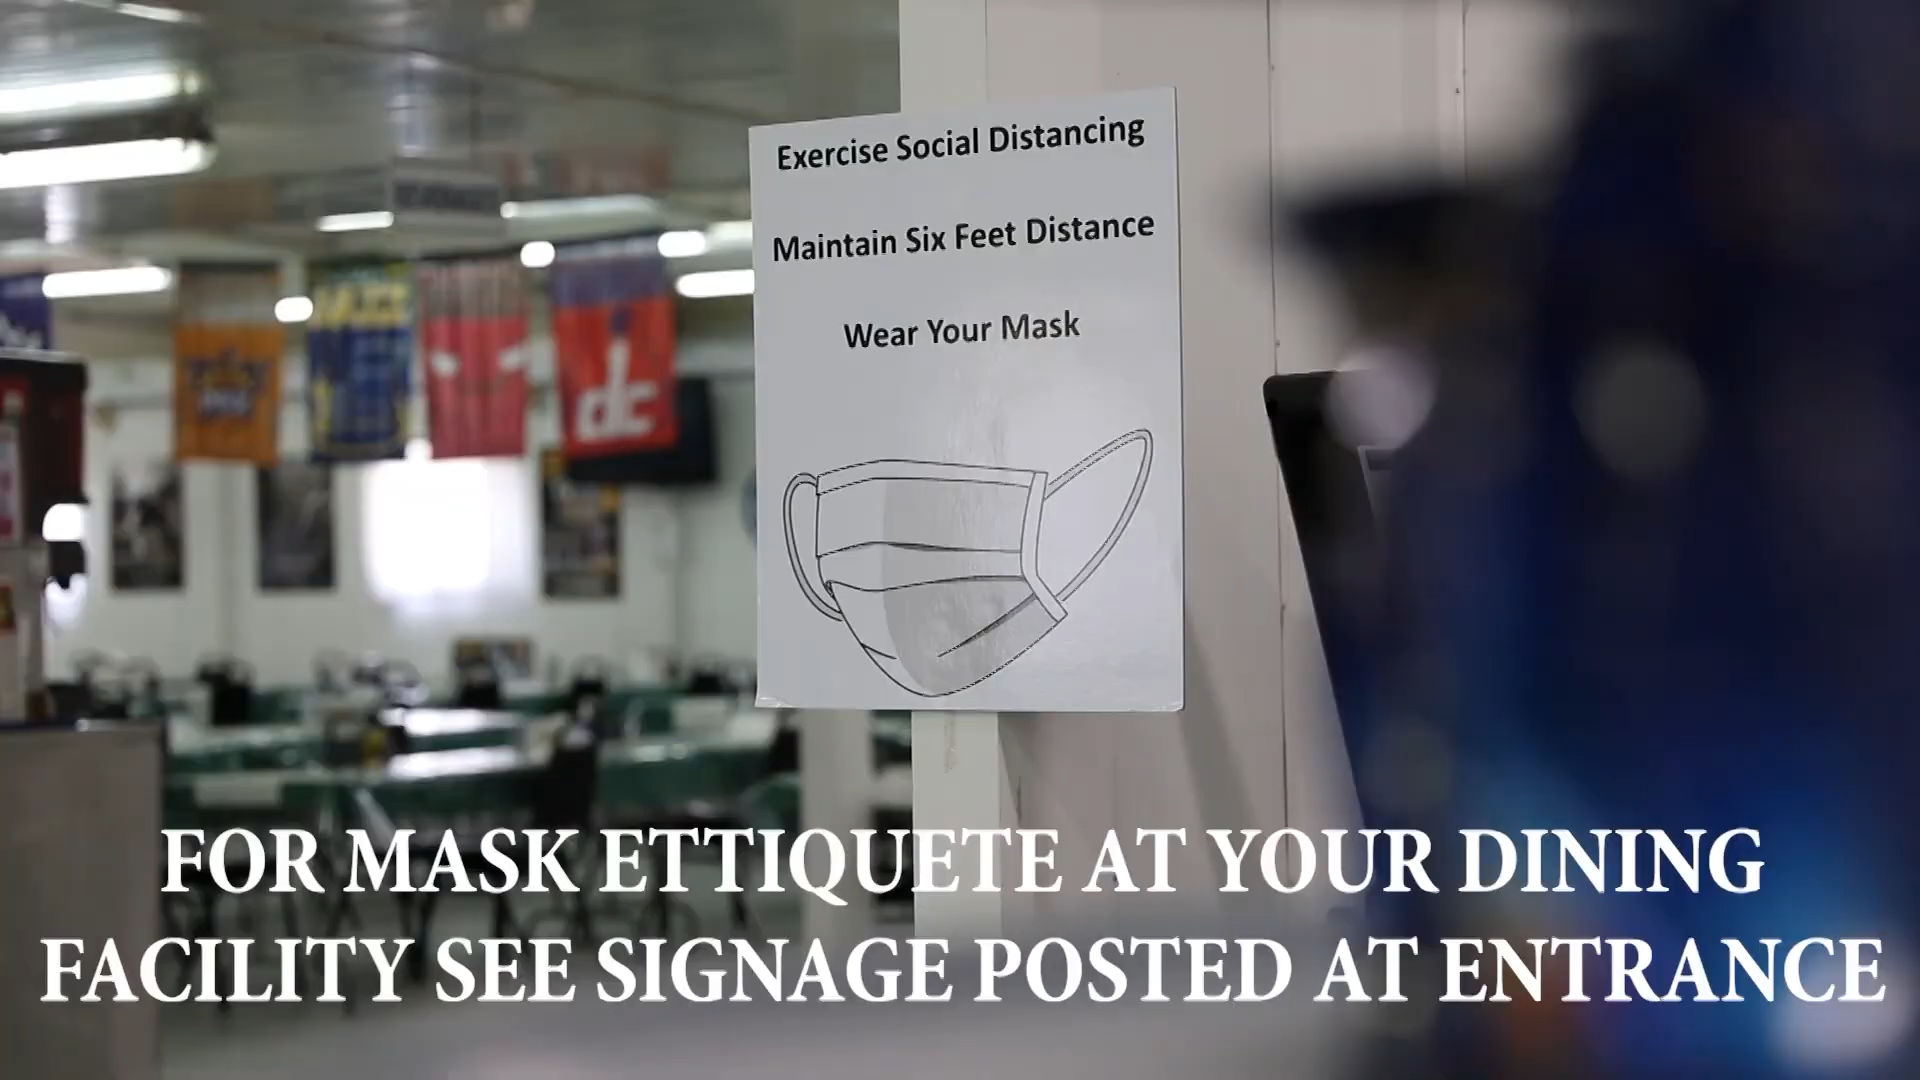 Exercise Social Distancing
Maintain Six Feet Distance
Wear Your Mask
dc
FOR MASK ETTIQUETE AT YOUR DINING
FACILITY SEE SIGNAGE POSTED AT ENTRANCE